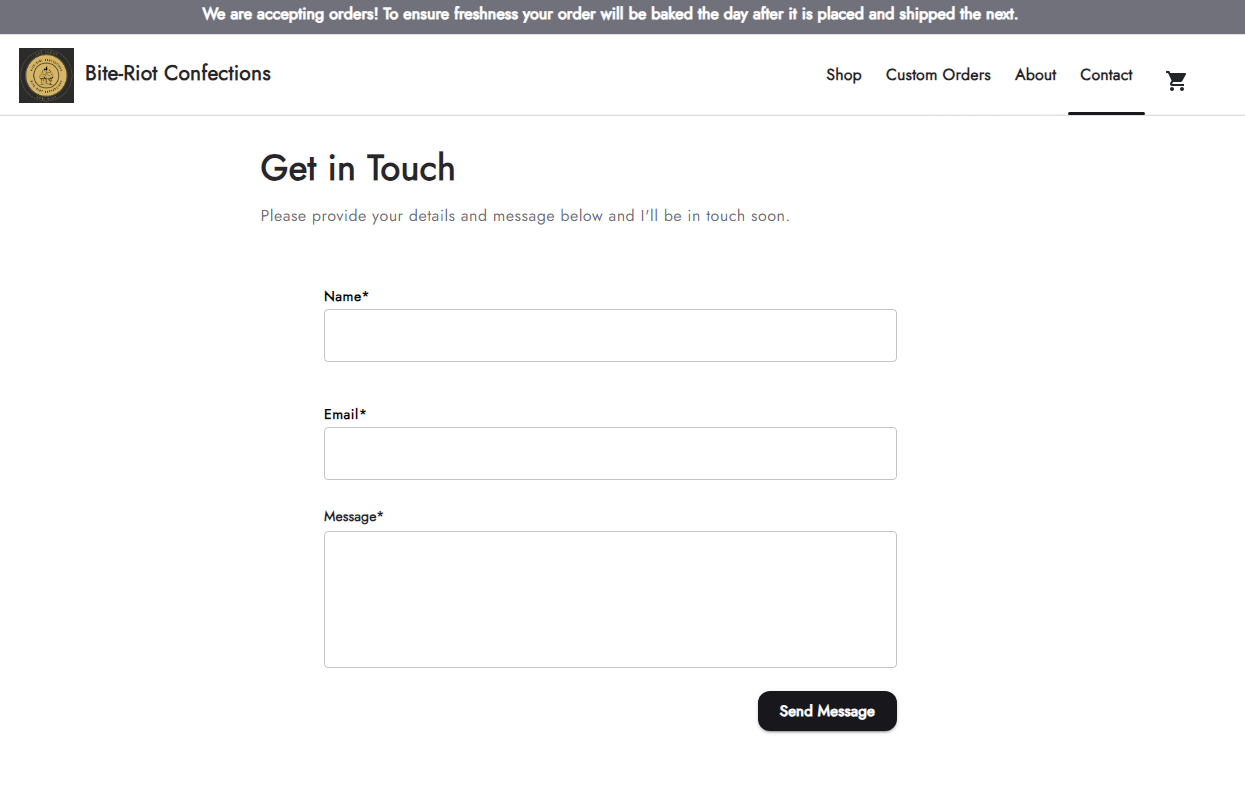 We are accepting orders! To ensure freshness your order will be baked the day after it is placed and shipped the next.
Bite-Riot Confections
Shop
Custom Orders
About
Contact
Get in Touch
Please provide your details and message below and I'll be in touch soon.
Name*
Email*
Message*
Send Message